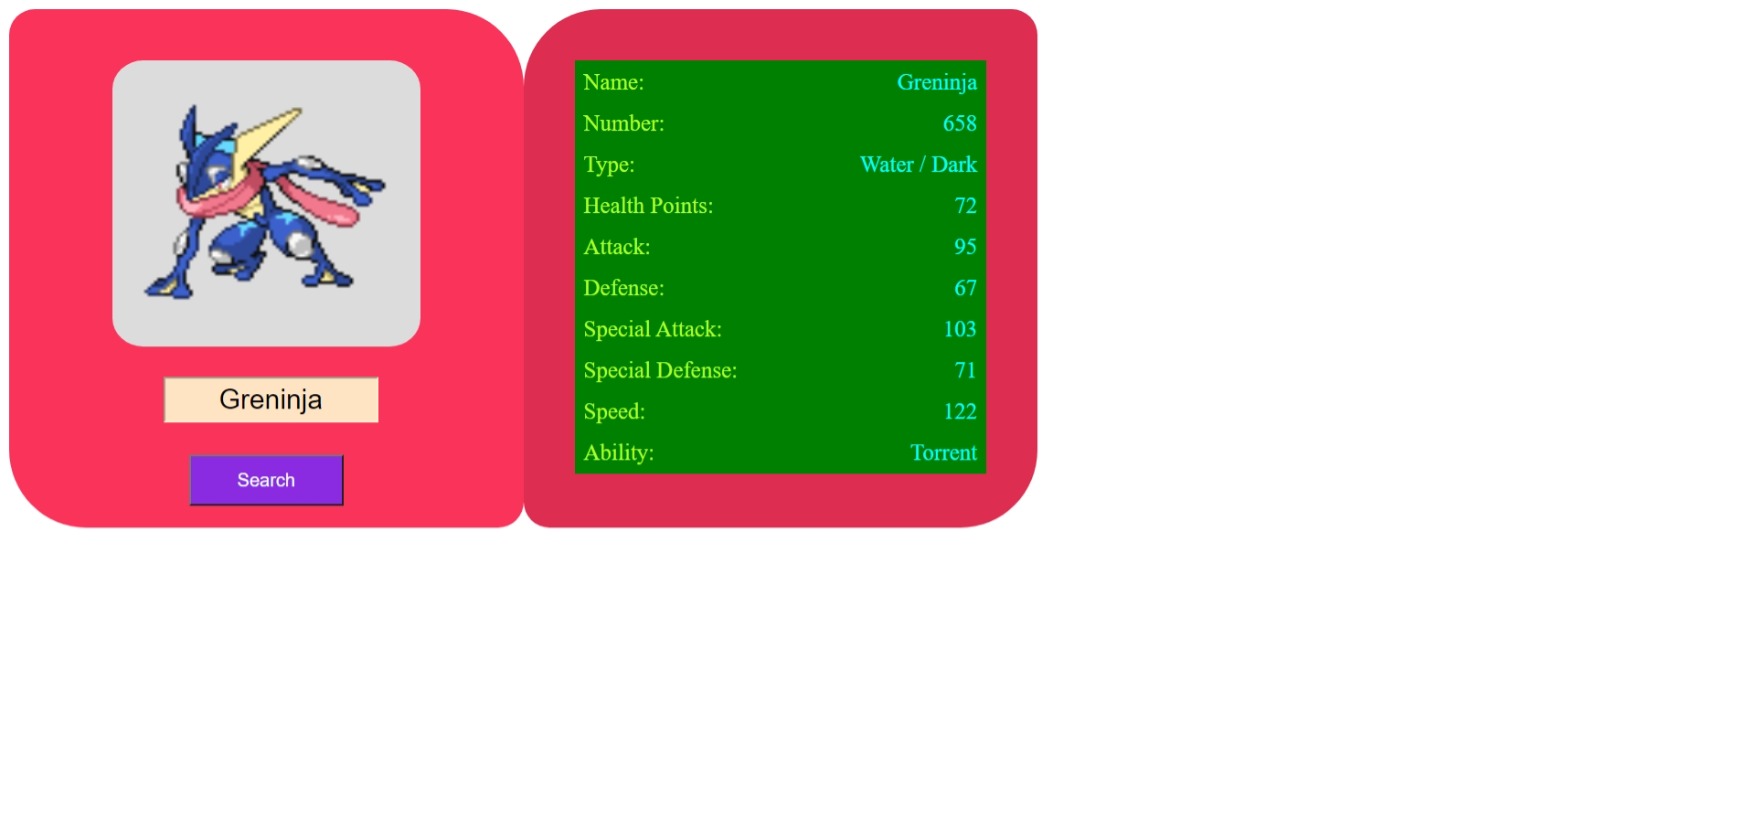 Greninja
Search
Name: Greninja
Number: 658
Type: Water / Dark
Health Points: 72
Attack: 95
Defense: 67
Special Attack: 103
Special Defense: 71
Speed: 122
Ability: Torrent